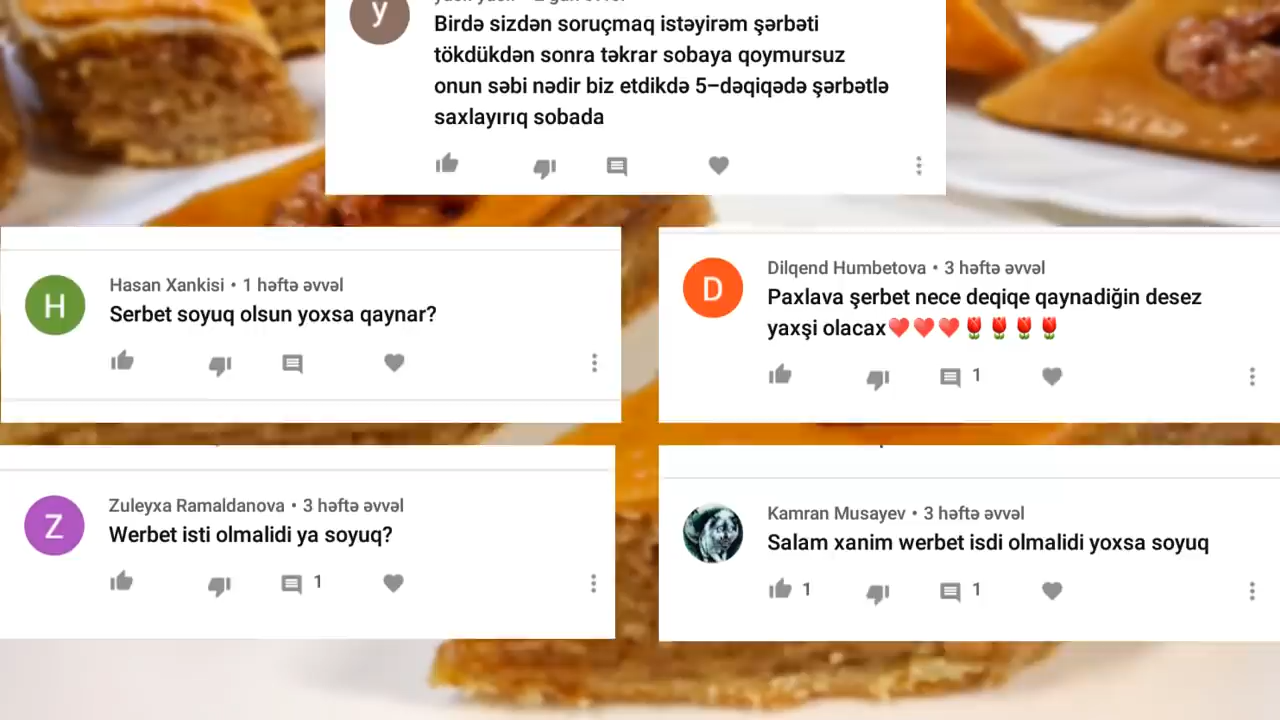 y
Birdə sizdən soruçmaq istəyirəm şərbəti
tökdükdən sonra təkrar sobaya qoymursuz
onun səbi nədir biz etdikdə 5-dəqiqədə şərbətlə
saxlayırıq sobada
H
Hasan Xankisi • 1 həftə əvvəl
Serbet soyuq olsun yoxsa qaynar?
D
Dilqend Humbetova • 3 həftə əvvəl
Paxlava şerbet nece deqiqe qaynadiğin desez
yaxşi olacax❤️❤️❤️🌷🌷🌷🌷
1
Z
Zuleyxa Ramaldanova • 3 həftə əvvəl
Werbet isti olmalidi ya soyuq?
1
Kamran Musayev • 3 həftə əvvəl
Salam xanim werbet isdi olmalidi yoxsa soyuq
1 1